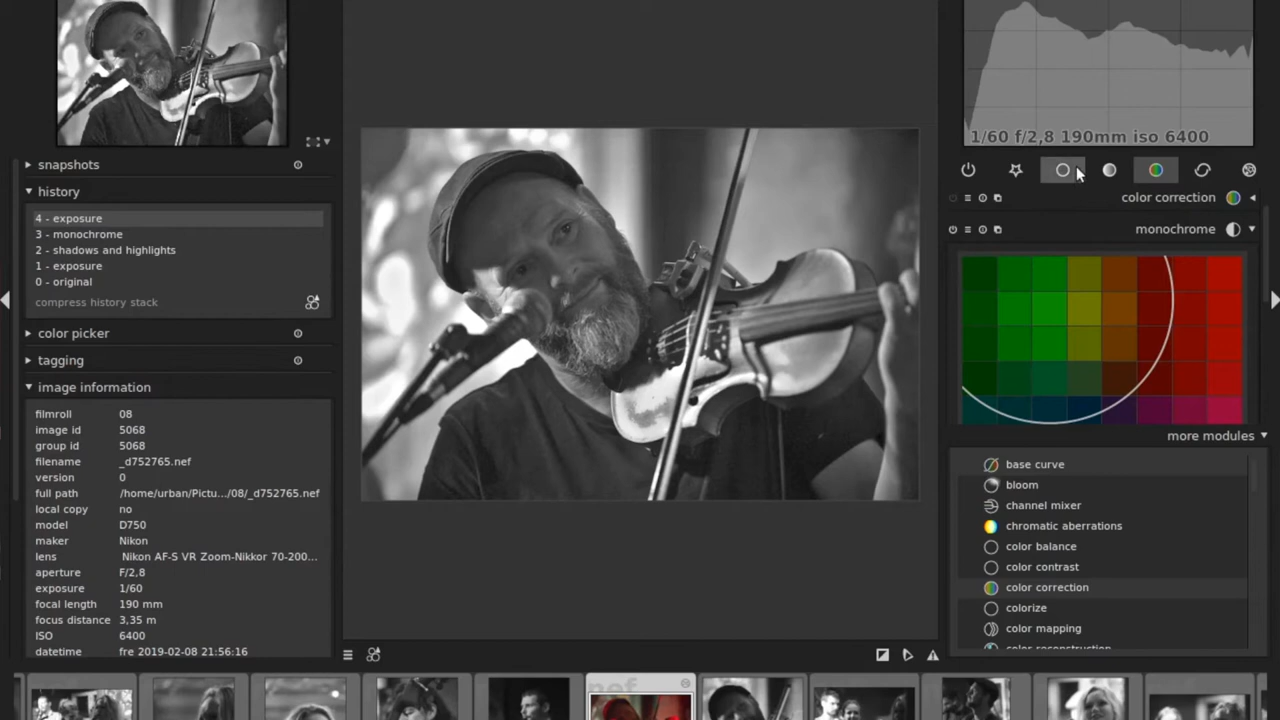 snapshots
history
4 - exposure
3 - monochrome
2 - shadows and highlights
1 - exposure
0 - original
compress history stack
color picker
tagging
image information
filmroll 08
image id 5068
group id 5068
filename _d752765.nef
version 0
full path /home/urban/Pictu.../08/_d752765.nef
local copy no
model D750
maker Nikon
lens Nikon AF-S VR Zoom-Nikkor 70-200...
aperture F/2,8
exposure 1/60
focal length 190 mm
focus distance 3,35 m
ISO 6400
datetime fre 2019-02-08 21:56:16
nef
1/60 f/2,8 190mm iso 6400
color correction
monochrome
more modules
base curve
bloom
channel mixer
chromatic aberrations
color balance
color contrast
color correction
colorize
color mapping
color reconstruction